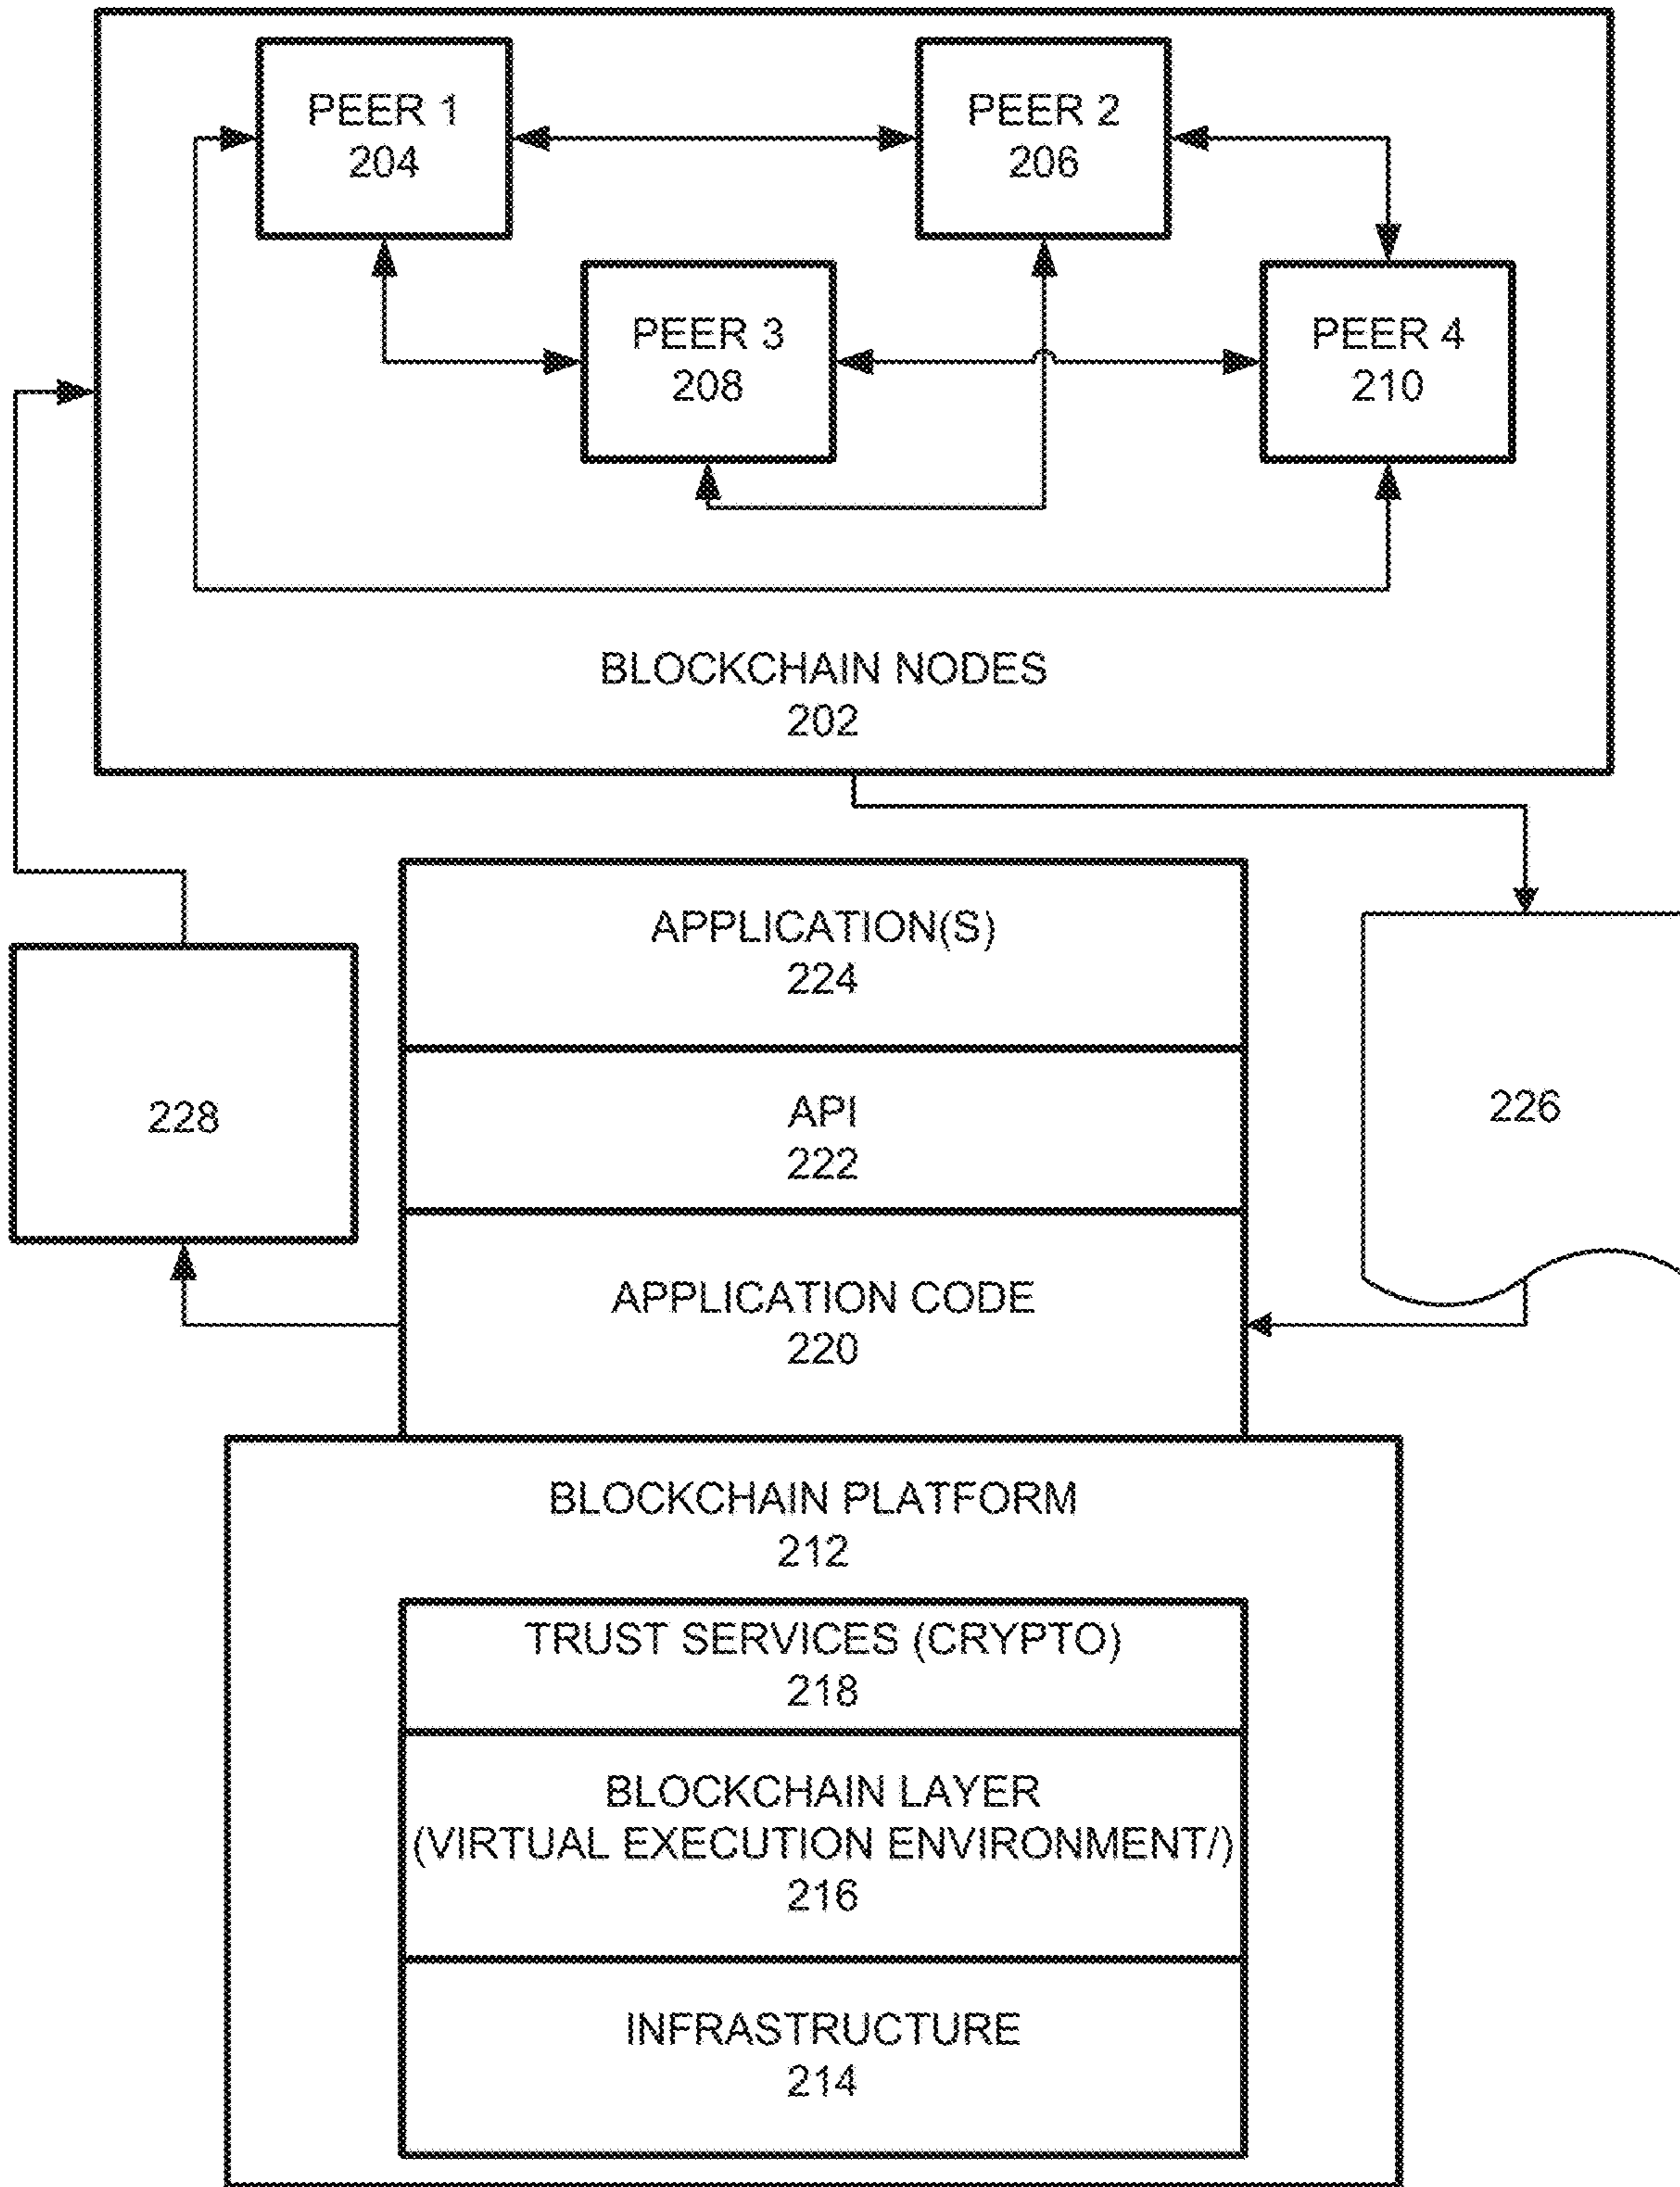 PEER 1
204
PEER 2
206
PEER 3
208
PEER 4
210
BLOCKCHAIN NODES
202
APPLICATION(S)
224
API
222
228
226
APPLICATION CODE
220
BLOCKCHAIN PLATFORM
212
TRUST SERVICES (CRYPTO)
218
BLOCKCHAIN LAYER
(VIRTUAL EXECUTION ENVIRONMENT/)
216
INFRASTRUCTURE
214